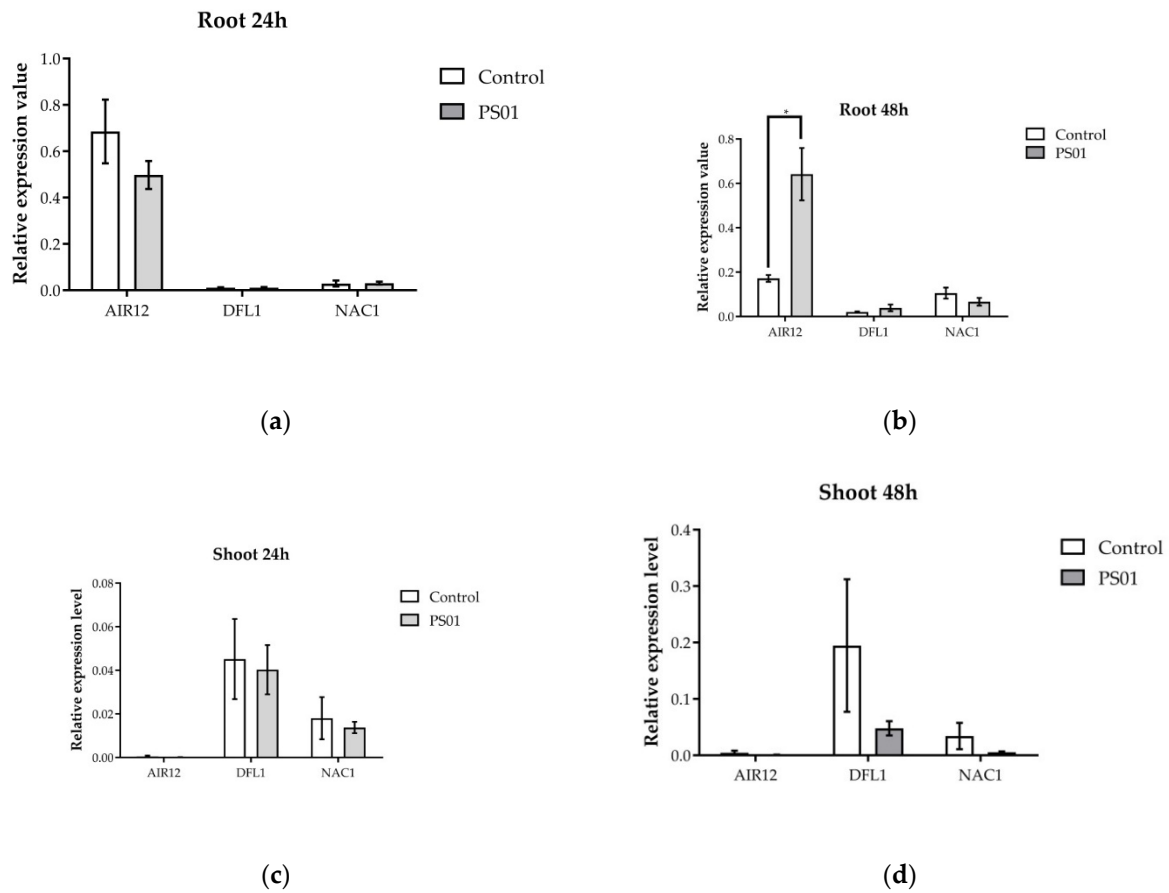 Root 24h
Relative expression value
1.0
0.8
0.6
0.4
0.2
0.0
AIR12 DFL1 NAC1
Control
PS01
(a)
Root 48h
Relative expression value
0.8
0.6
0.4
0.2
0.0
*
AIR12 DFL1 NAC1
Control
PS01
(b)
Shoot 24h
Relative expression level
0.08
0.06
0.04
0.02
0.00
AIR12 DFL1 NAC1
Control
PS01
(c)
Shoot 48h
Relative expression level
0.4
0.3
0.2
0.1
0.0
AIR12 DFL1 NAC1
Control
PS01
(d)